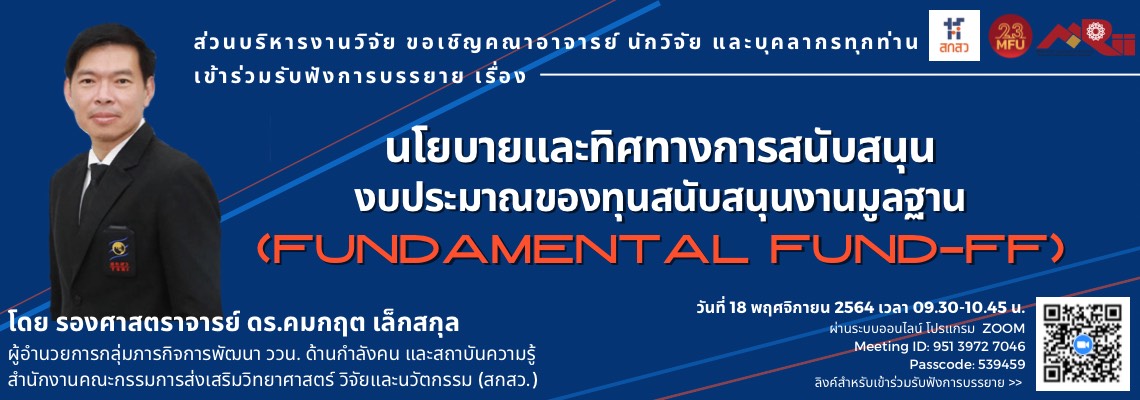 ส่วนบริหารงานวิจัย ขอเชิญคณาอาจารย์ นักวิจัย และบุคลากรทุกท่าน
เข้าร่วมรับฟังการบรรยาย เรื่อง
สกสว
23
MFU
MRii
นโยบายและทิศทางการสนับสนุน
งบประมาณของทุนสนับสนุนงานมูลฐาน
(FUNDAMENTAL FUND-FF)
โดย รองศาสตราจารย์ ดร.คมกฤต เล็กสกุล
ผู้อำนวยการกลุ่มภารกิจการพัฒนา ววน. ด้านกำลังคน และสถาบันความรู้
สำนักงานคณะกรรมการส่งเสริมวิทยาศาสตร์ วิจัยและนวัตกรรม (สกสว.)
วันที่ 18 พฤศจิกายน 2564 เวลา 09.30-10.45 น.
ผ่านระบบออนไลน์ โปรแกรม ZOOM
Meeting ID: 951 3972 7046
Passcode: 539459
ลิงค์สำหรับเข้าร่วมรับฟังการบรรยาย >>